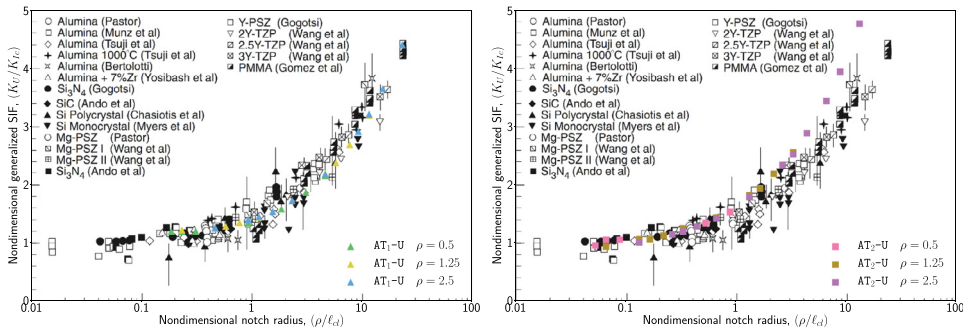 5
4
3
2
1
0
0.01
0.1
1
10
100
Nondimensional generalized SIF, (K_U/K_{Ic})
Nondimensional notch radius, (ρ/ℓ_{cl})
Alumina (Pastor)
Alumina (Munz et al)
Alumina (Tsuji et al)
Alumina 1000°C (Tsuji et al)
Alumina (Bertolotti)
Alumina + 7%Zr (Yosibash et al)
Si3N4 (Gogotsi)
SiC (Ando et al)
Si Polycrystal (Chasiotis et al)
Si Monocrystal (Myers et al)
Mg-PSZ (Pastor)
Mg-PSZ I (Wang et al)
Mg-PSZ II (Wang et al)
Si3N4 (Ando et al)
Y-PSZ (Gogotsi)
2Y-TZP (Wang et al)
2.5Y-TZP (Wang et al)
3Y-TZP (Wang et al)
PMMA (Gomez et al)
AT1-U ρ = 0.5
AT1-U ρ = 1.25
AT1-U ρ = 2.5
5
4
3
2
1
0
0.01
0.1
1
10
100
Nondimensional generalized SIF, (K_U/K_{Ic})
Nondimensional notch radius, (ρ/ℓ_{cl})
Alumina (Pastor)
Alumina (Munz et al)
Alumina (Tsuji et al)
Alumina 1000°C (Tsuji et al)
Alumina (Bertolotti)
Alumina + 7%Zr (Yosibash et al)
Si3N4 (Gogotsi)
SiC (Ando et al)
Si Polycrystal (Chasiotis et al)
Si Monocrystal (Myers et al)
Mg-PSZ (Pastor)
Mg-PSZ I (Wang et al)
Mg-PSZ II (Wang et al)
Si3N4 (Ando et al)
Y-PSZ (Gogotsi)
2Y-TZP (Wang et al)
2.5Y-TZP (Wang et al)
3Y-TZP (Wang et al)
PMMA (Gomez et al)
AT2-U ρ = 0.5
AT2-U ρ = 1.25
AT2-U ρ = 2.5